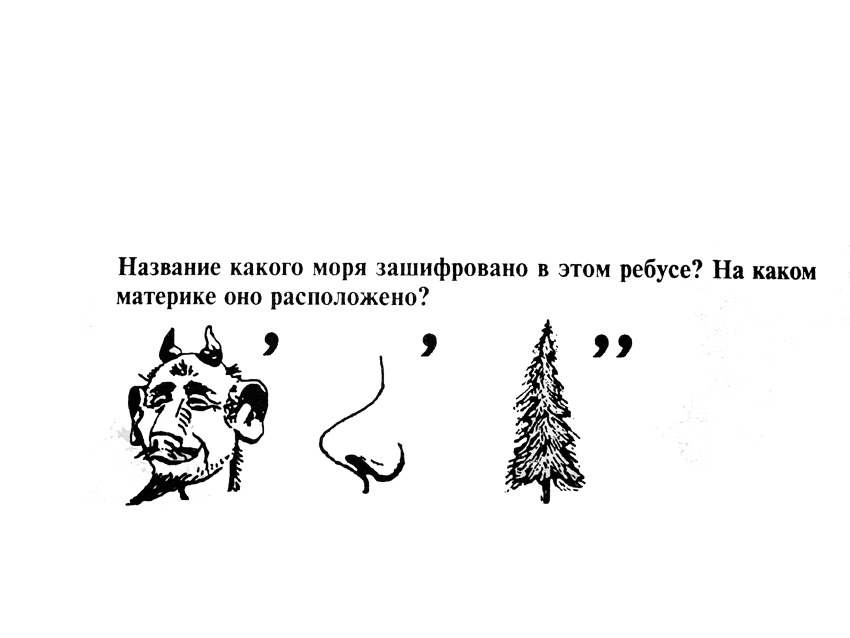 Название какого моря зашифровано в этом ребусе? На каком
материке оно расположено?
, , ,,